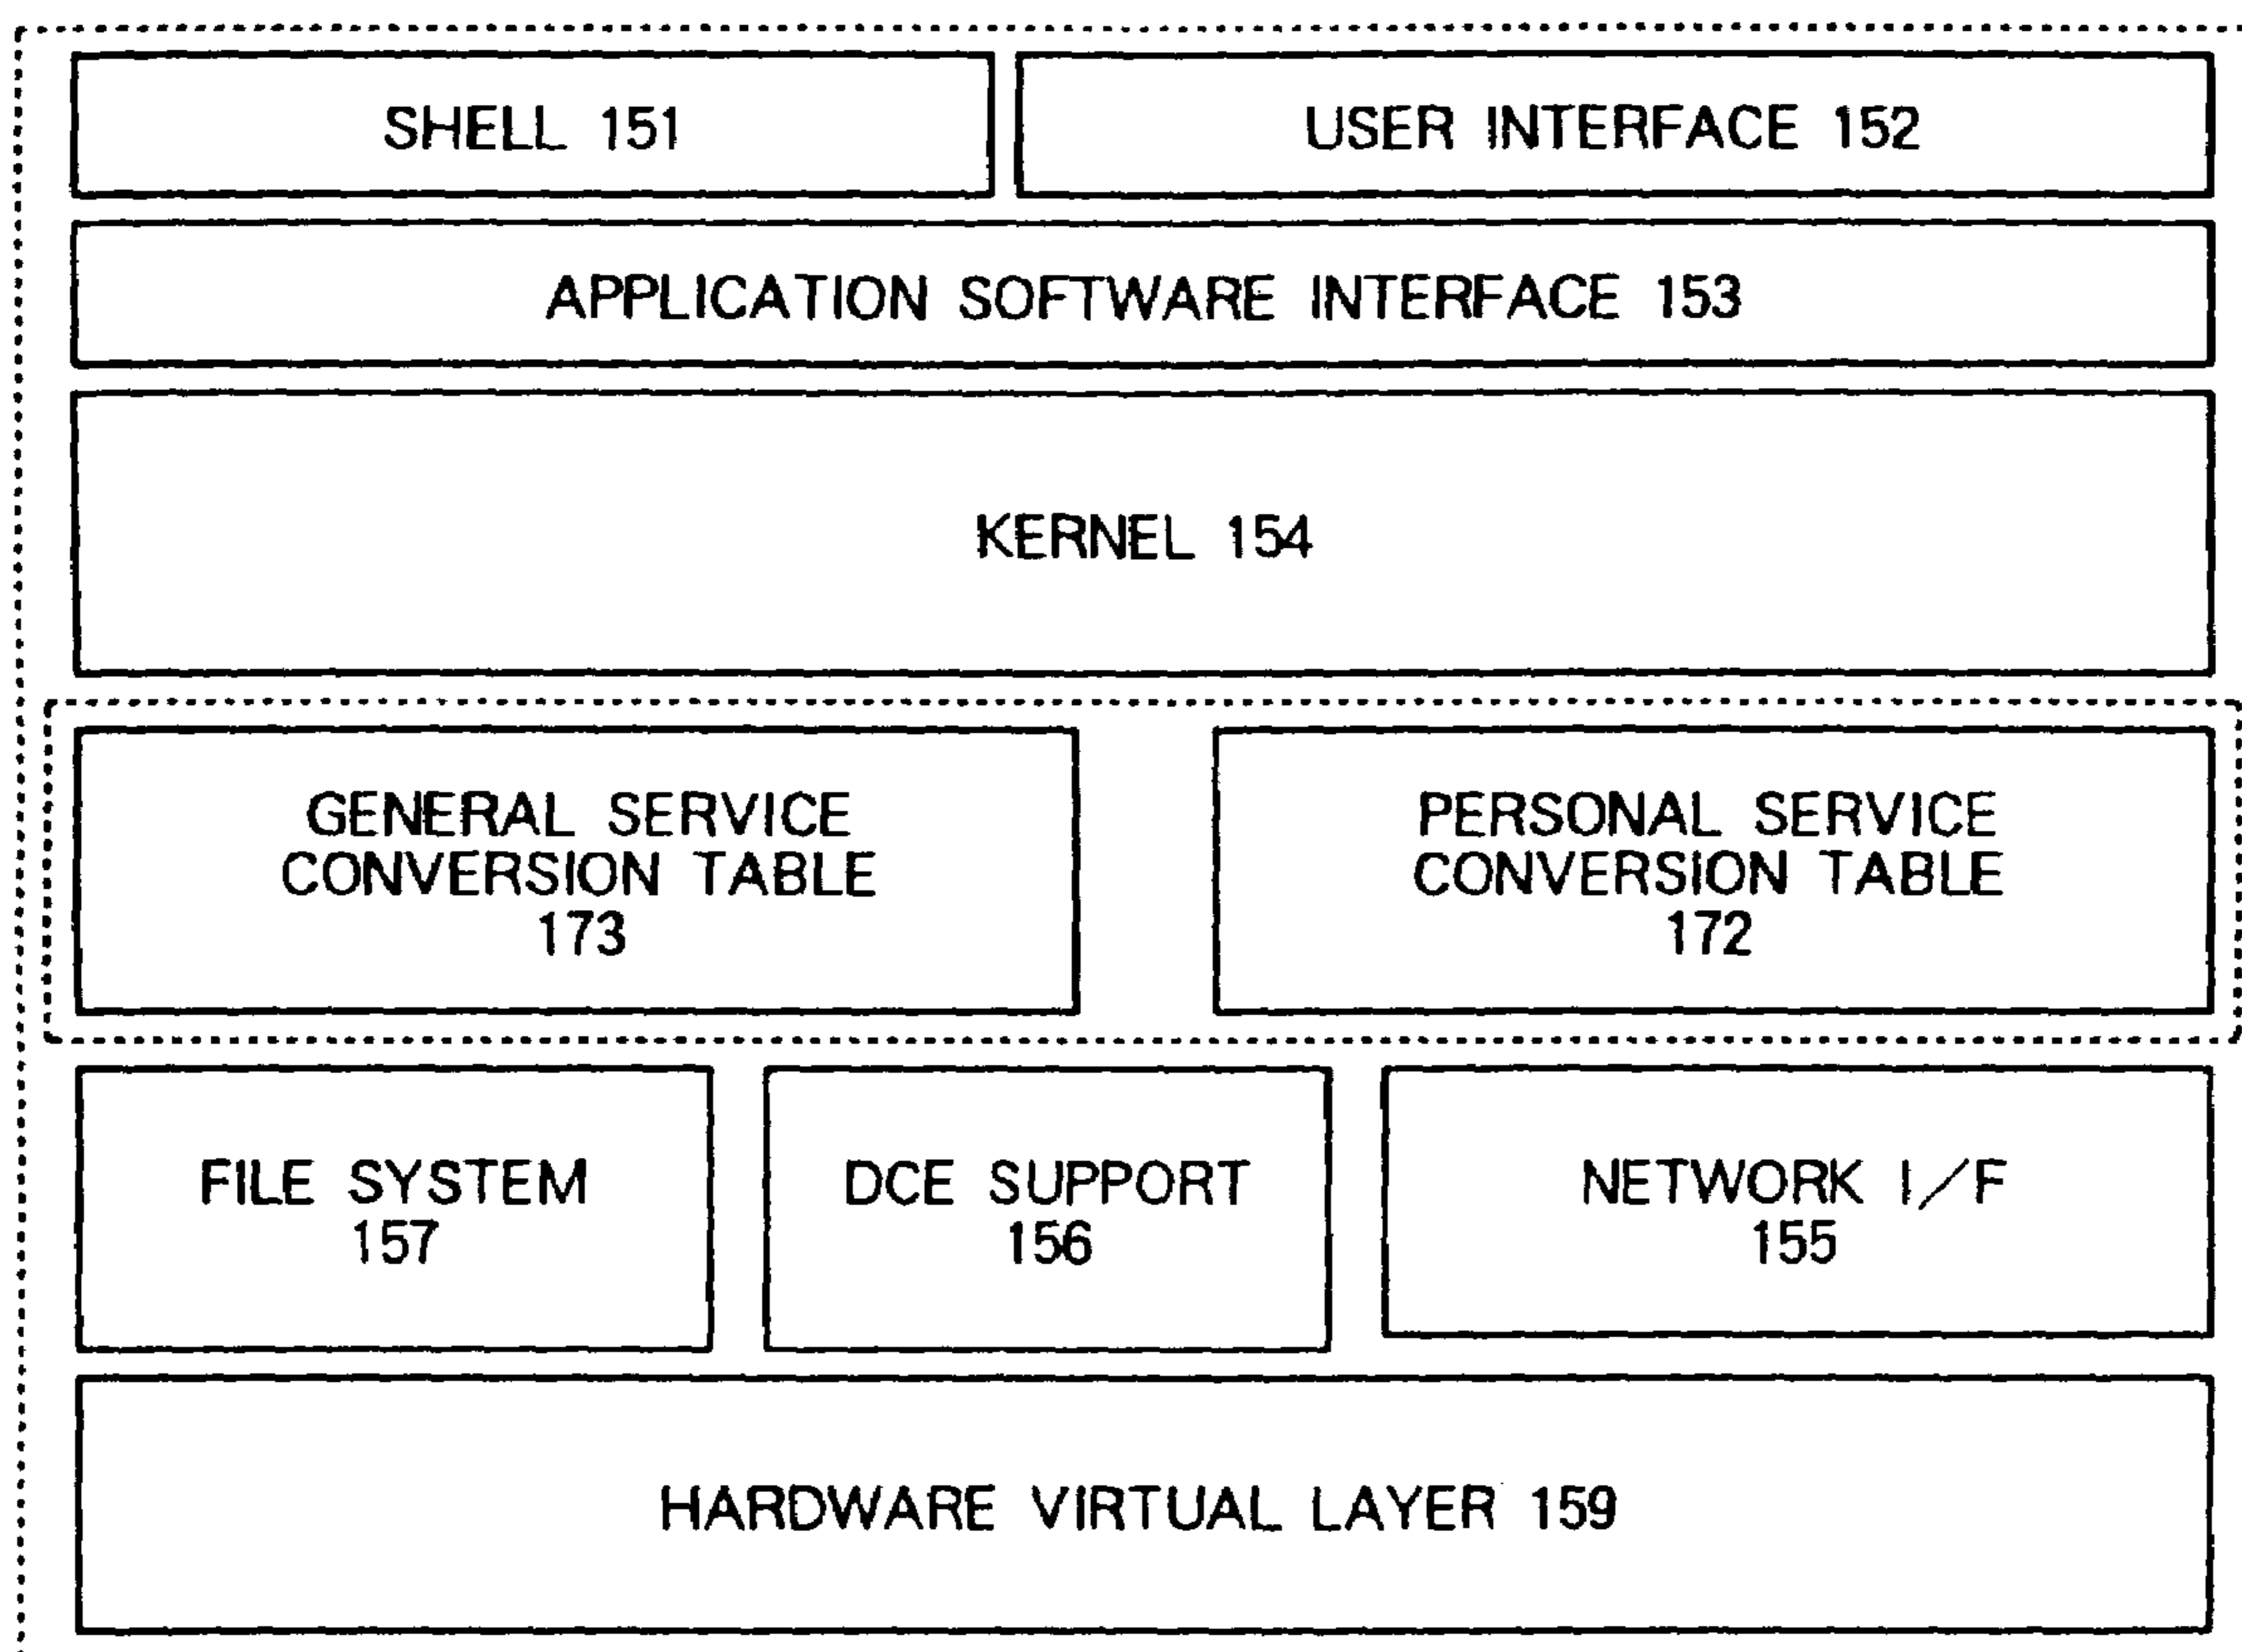 SHELL 151
USER INTERFACE 152
APPLICATION SOFTWARE INTERFACE 153
KERNEL 154
GENERAL SERVICE
CONVERSION TABLE
173
PERSONAL SERVICE
CONVERSION TABLE
172
FILE SYSTEM
157
DCE SUPPORT
156
NETWORK I/F
155
HARDWARE VIRTUAL LAYER 159